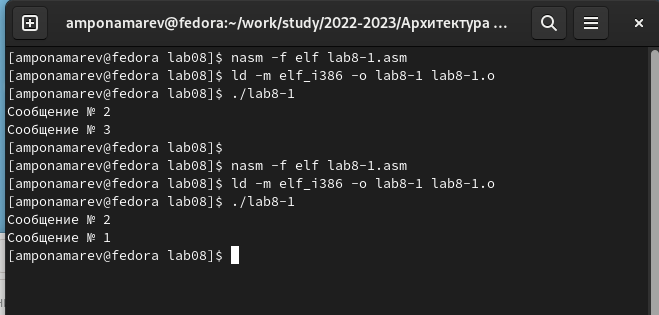 amponamarev@fedora:~/work/study/2022-2023/Архитектура ...
[amponamarev@fedora lab08]$ nasm -f elf lab8-1.asm
[amponamarev@fedora lab08]$ ld -m elf_i386 -o lab8-1 lab8-1.o
[amponamarev@fedora lab08]$ ./lab8-1
Сообщение № 2
Сообщение № 3
[amponamarev@fedora lab08]$
[amponamarev@fedora lab08]$ nasm -f elf lab8-1.asm
[amponamarev@fedora lab08]$ ld -m elf_i386 -o lab8-1 lab8-1.o
[amponamarev@fedora lab08]$ ./lab8-1
Сообщение № 2
Сообщение № 1
[amponamarev@fedora lab08]$